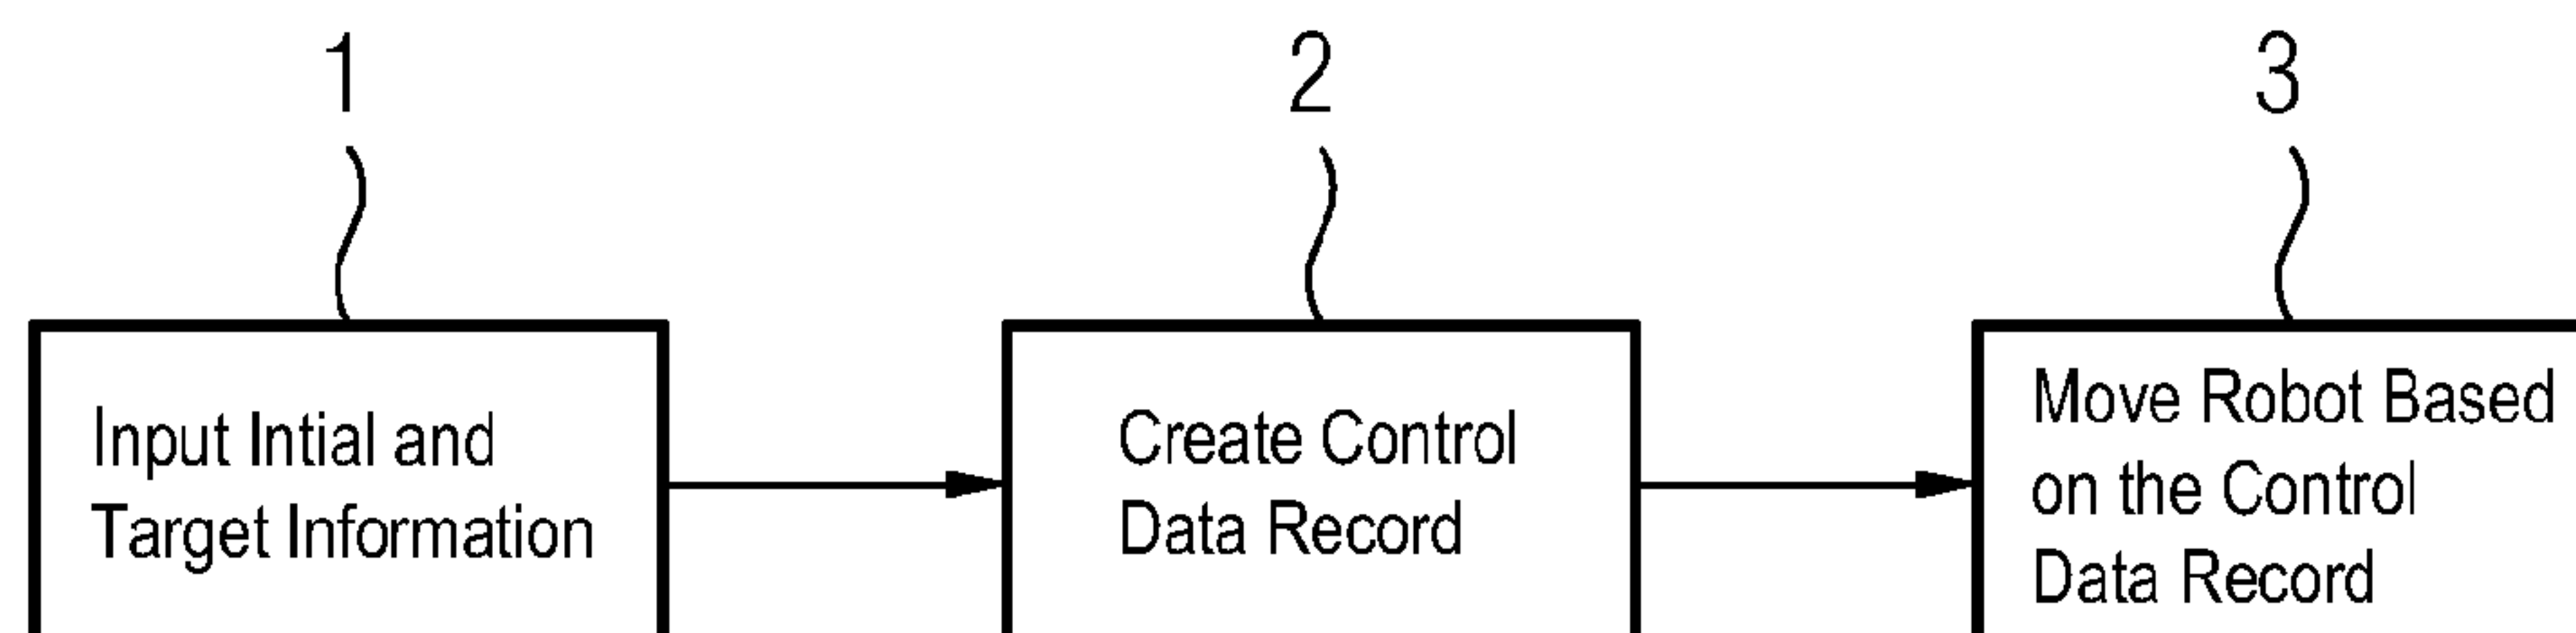 1
2
3
Input Intial and
Target Information
Create Control
Data Record
Move Robot Based
on the Control
Data Record